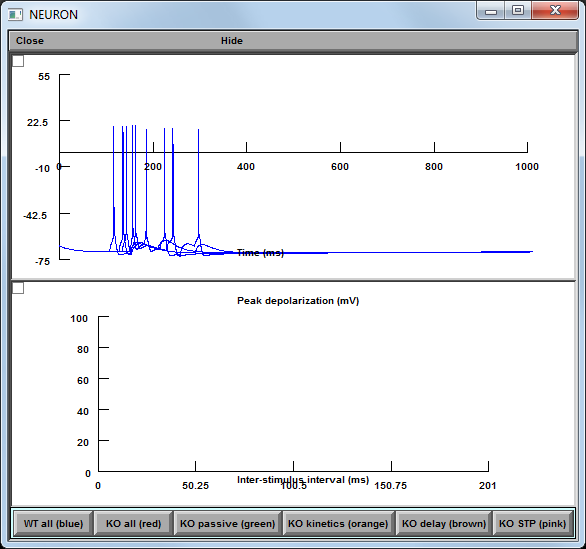 NEURON
Close Hide
55
22.5
0 200 400 600 800 1000
-10
-42.5
Time (ms)
-75
Peak depolarization (mV)
100
80
60
40
20
0
Inter-stimulus interval (ms)
0 50.25 100.5 150.75 201
WT all (blue) KO all (red) KO passive (green) KO kinetics (orange) KO delay (brown) KO STP (pink)